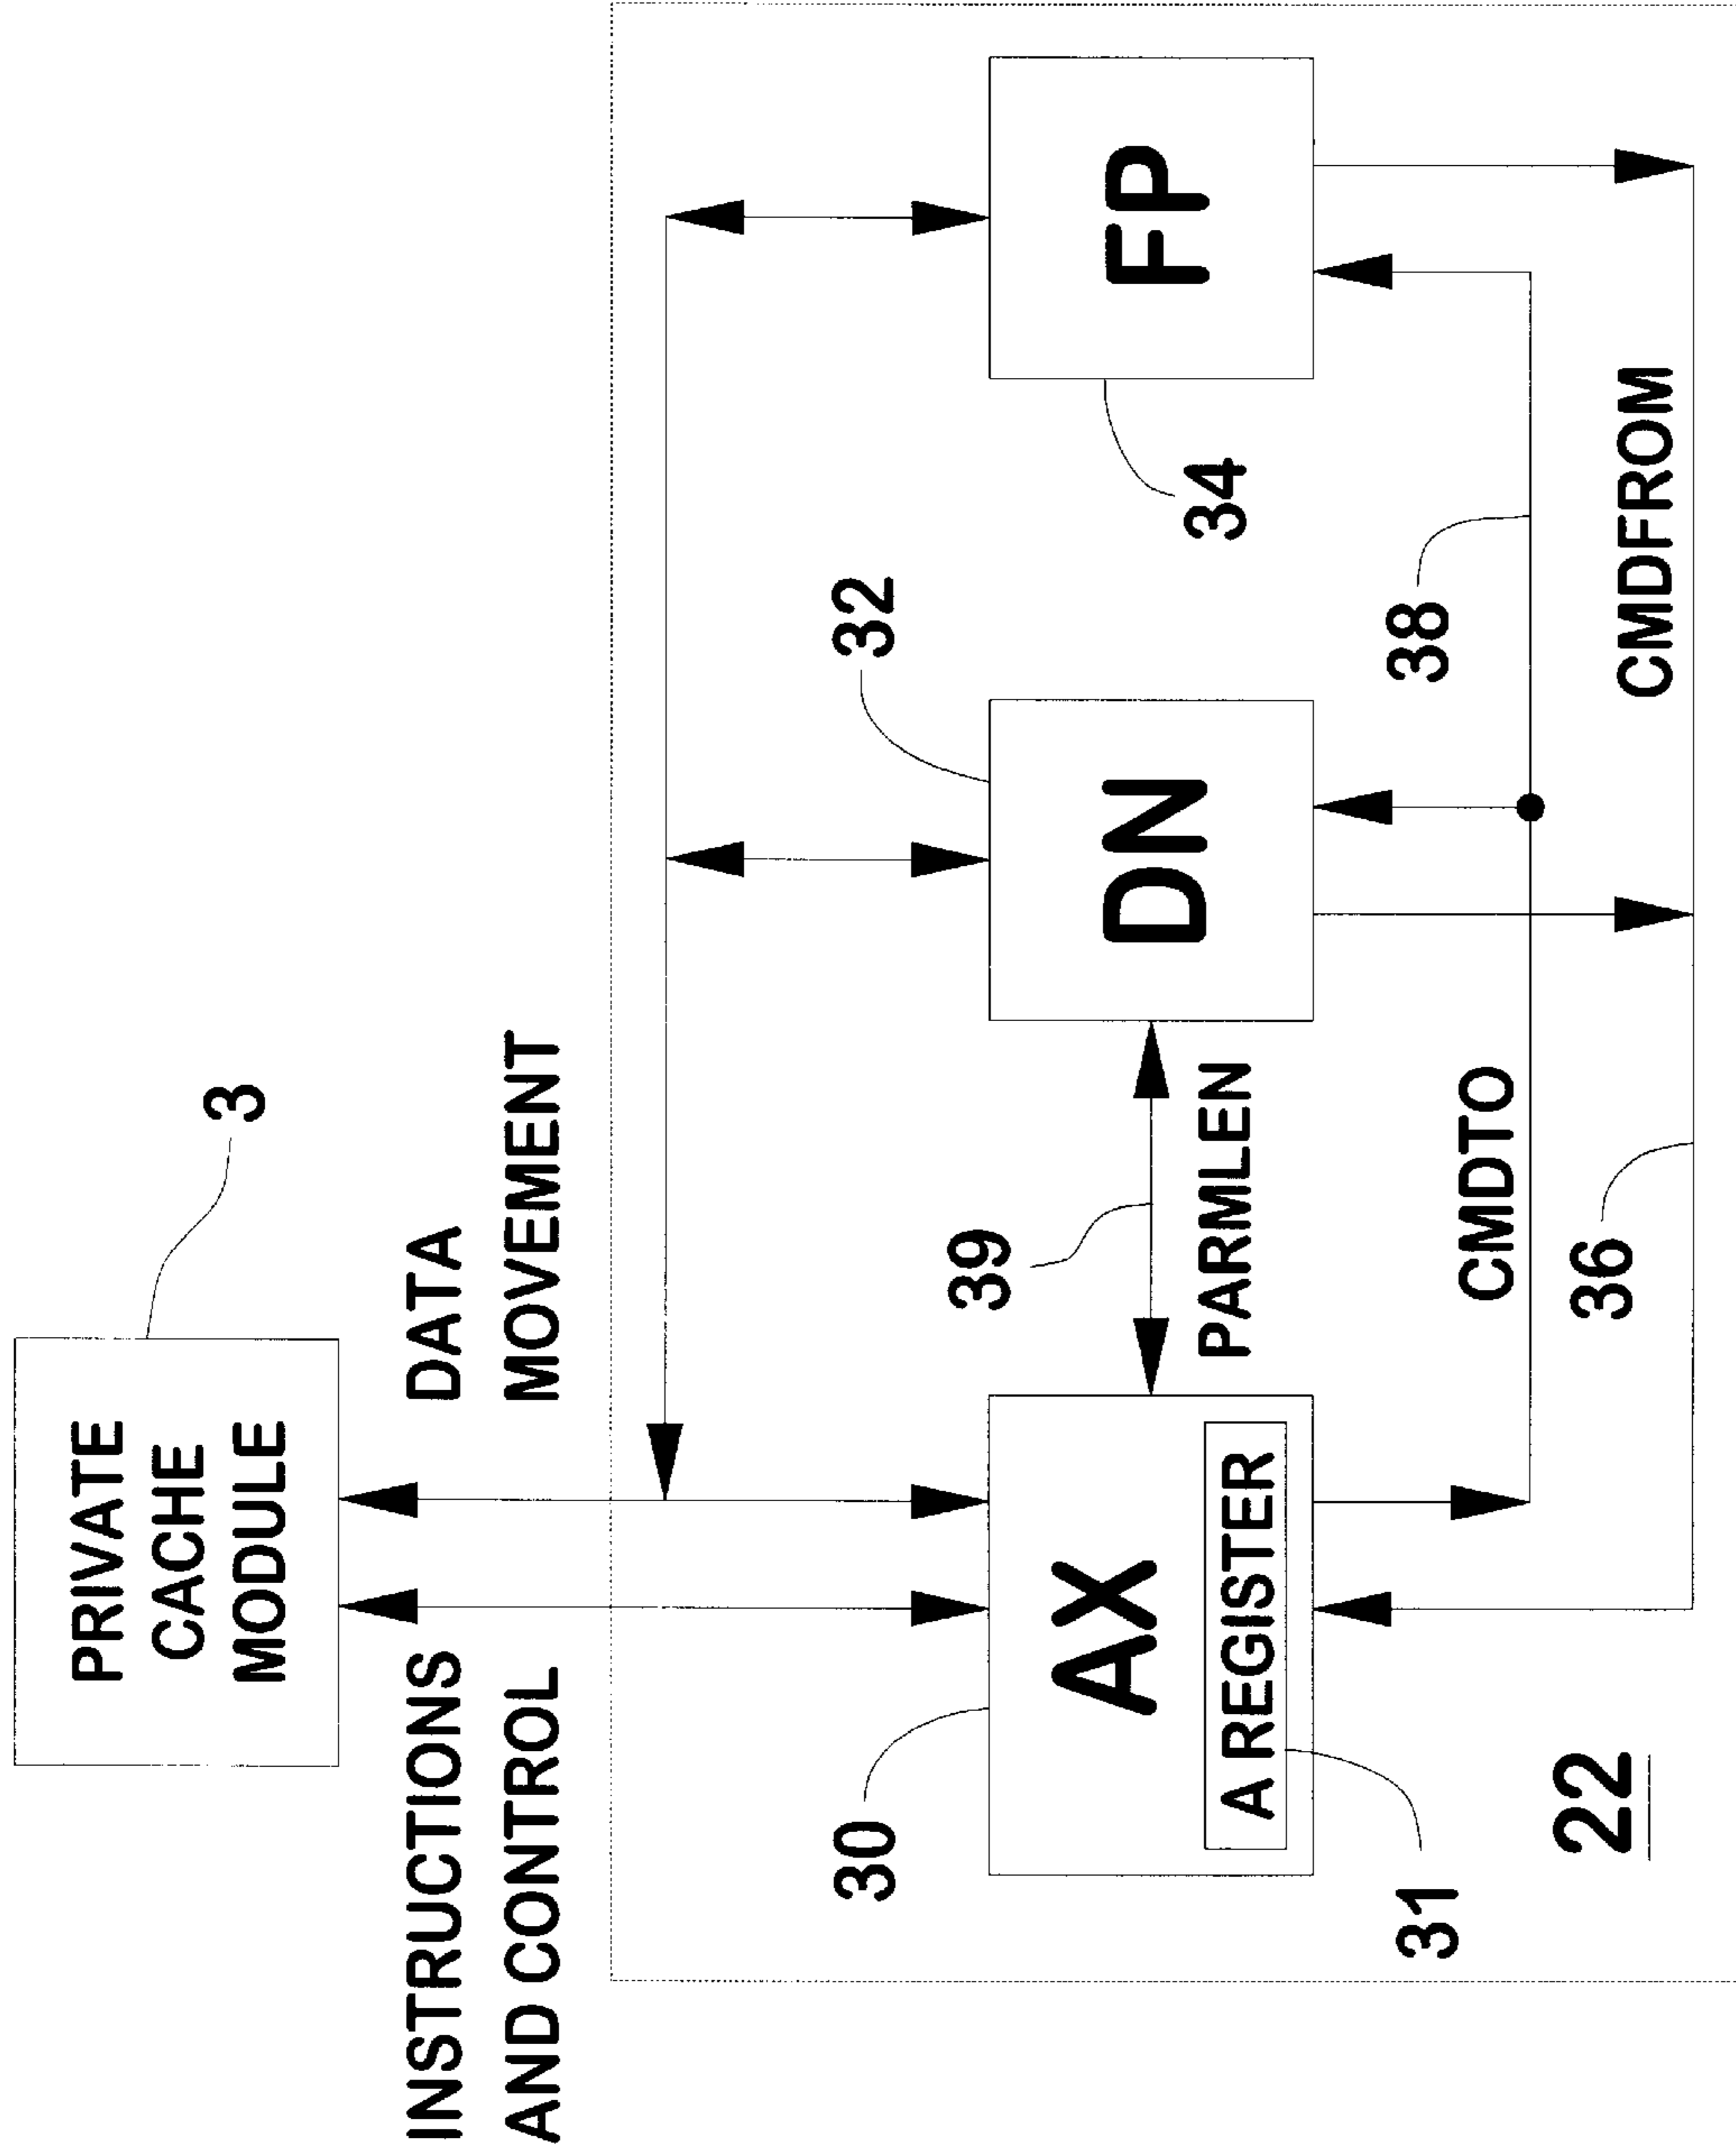 PRIVATE
CACHE
MODULE
3
INSTRUCTIONS
AND CONTROL
DATA
MOVEMENT
30
AX
A REGISTER
31
39
PARMLEN
32
DN
34
FP
CMDTO
38
36
CMDFROM
22